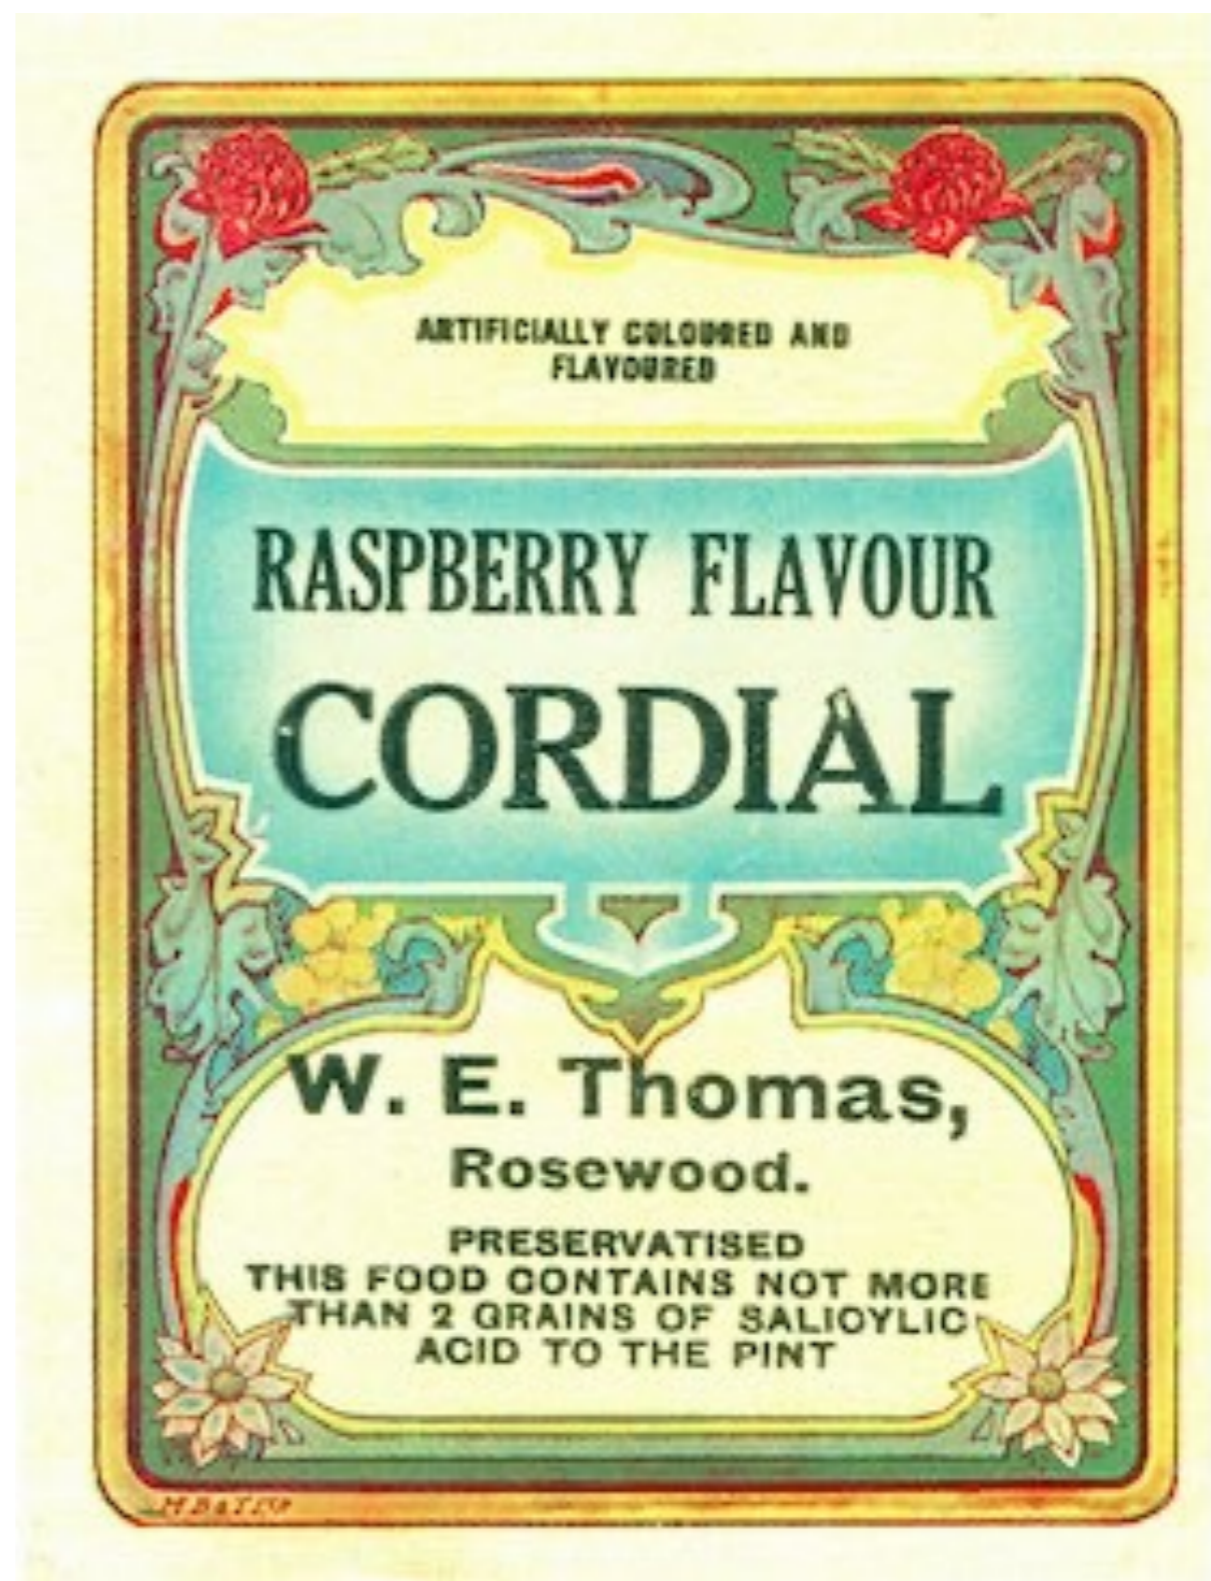 ARTIFICIALLY COLOURED AND
FLAVOURED
RASPBERRY FLAVOUR
CORDIAL
W. E. Thomas,
Rosewood.
PRESERVATISED
THIS FOOD CONTAINS NOT MORE
THAN 2 GRAINS OF SALICYLIC
ACID TO THE PINT